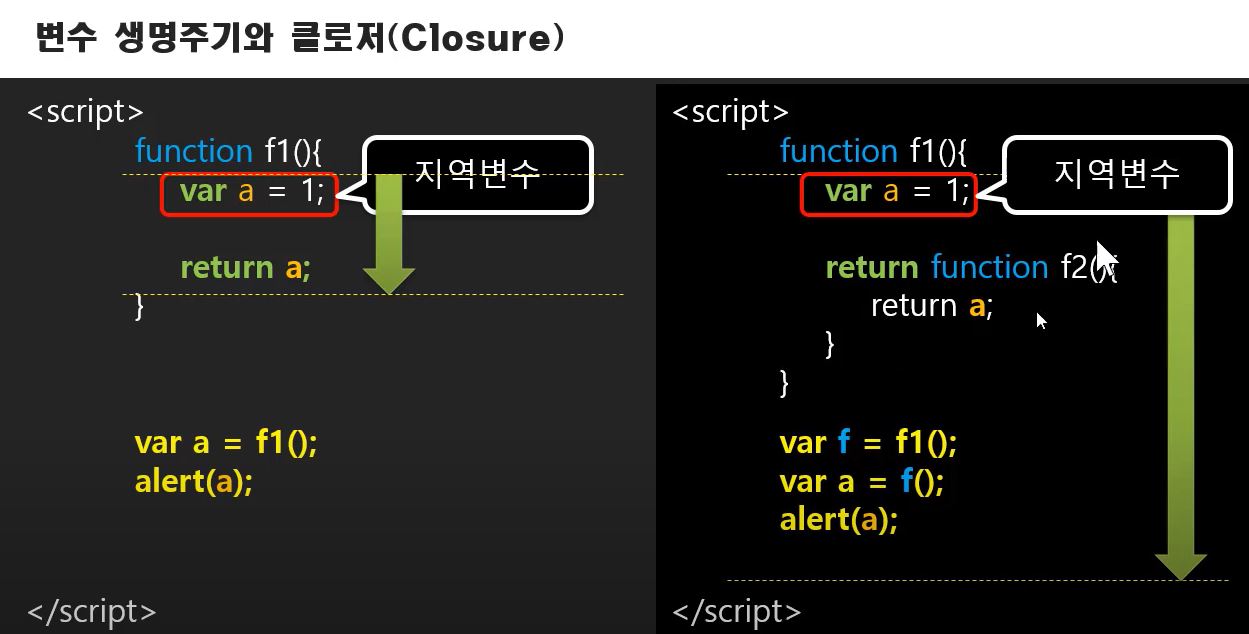 변수 생명주기와 클로저(Closure)
<script>
function f1(){
지역변수
var a = 1;
return a;
}
var a = f1();
alert(a);
</script>
<script>
function f1(){
지역변수
var a = 1;
return function f2(){
return a;
}
}
var f = f1();
var a = f();
alert(a);
</script>